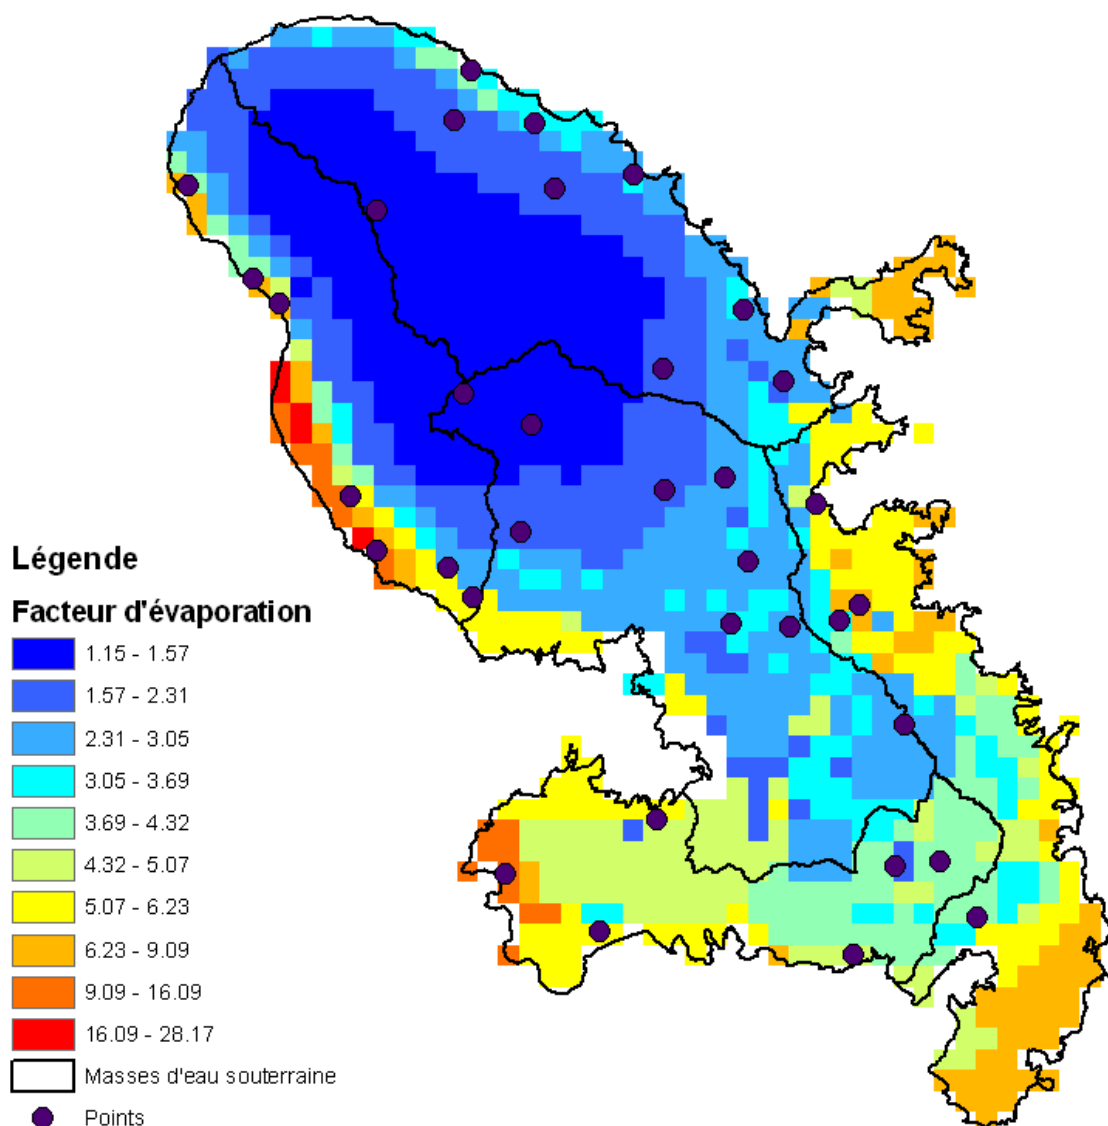 Légende
Facteur d'évaporation
1.15 - 1.57
1.57 - 2.31
2.31 - 3.05
3.05 - 3.69
3.69 - 4.32
4.32 - 5.07
5.07 - 6.23
6.23 - 9.09
9.09 - 16.09
16.09 - 28.17
Masses d'eau souterraine
Points